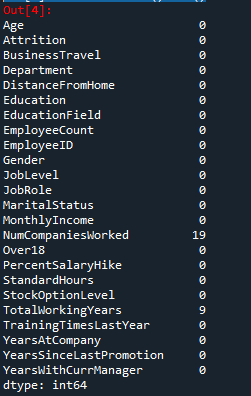 Out[4]:
Age 0
Attrition 0
BusinessTravel 0
Department 0
DistanceFromHome 0
Education 0
EducationField 0
EmployeeCount 0
EmployeeID 0
Gender 0
JobLevel 0
JobRole 0
MaritalStatus 0
MonthlyIncome 0
NumCompaniesWorked 19
Over18 0
PercentSalaryHike 0
StandardHours 0
StockOptionLevel 0
TotalWorkingYears 9
TrainingTimesLastYear 0
YearsAtCompany 0
YearsSinceLastPromotion 0
YearsWithCurrManager 0
dtype: int64